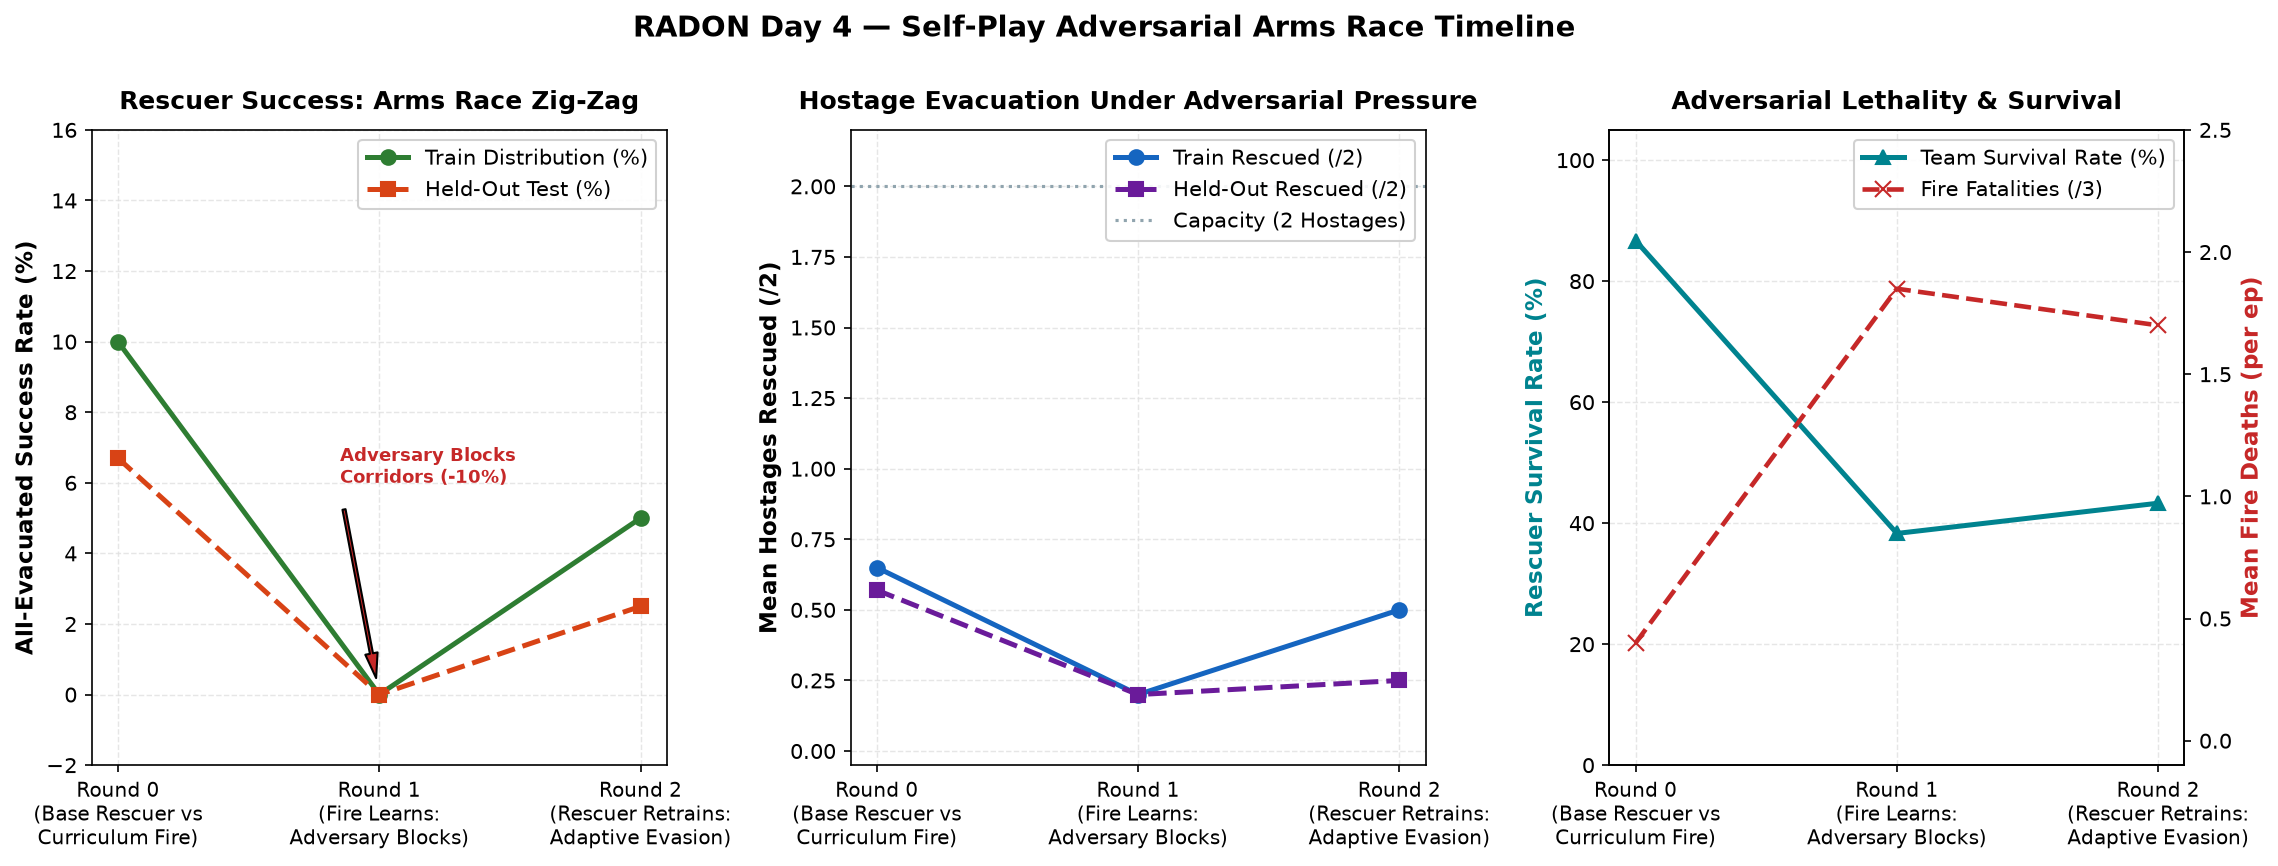 RADON Day 4 — Self-Play Adversarial Arms Race Timeline
Rescuer Success: Arms Race Zig-Zag
All-Evacuated Success Rate (%)
16
14
12
10
8
6
4
2
0
−2
Train Distribution (%)
Held-Out Test (%)
Adversary Blocks
Corridors (-10%)
Round 0
(Base Rescuer vs
Curriculum Fire)
Round 1
(Fire Learns:
Adversary Blocks)
Round 2
(Rescuer Retrains:
Adaptive Evasion)
Hostage Evacuation Under Adversarial Pressure
Mean Hostages Rescued (/2)
2.00
1.75
1.50
1.25
1.00
0.75
0.50
0.25
0.00
Train Rescued (/2)
Held-Out Rescued (/2)
Capacity (2 Hostages)
Round 0
(Base Rescuer vs
Curriculum Fire)
Round 1
(Fire Learns:
Adversary Blocks)
Round 2
(Rescuer Retrains:
Adaptive Evasion)
Adversarial Lethality & Survival
Rescuer Survival Rate (%)
100
80
60
40
20
0
Team Survival Rate (%)
Fire Fatalities (/3)
2.5
2.0
1.5
1.0
0.5
0.0
Mean Fire Deaths (per ep)
Round 0
(Base Rescuer vs
Curriculum Fire)
Round 1
(Fire Learns:
Adversary Blocks)
Round 2
(Rescuer Retrains:
Adaptive Evasion)